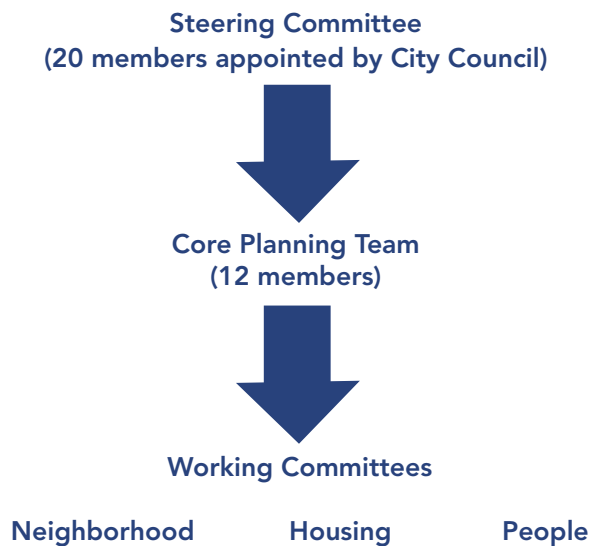 Steering Committee
(20 members appointed by City Council)
Core Planning Team
(12 members)
Working Committees
Neighborhood Housing People